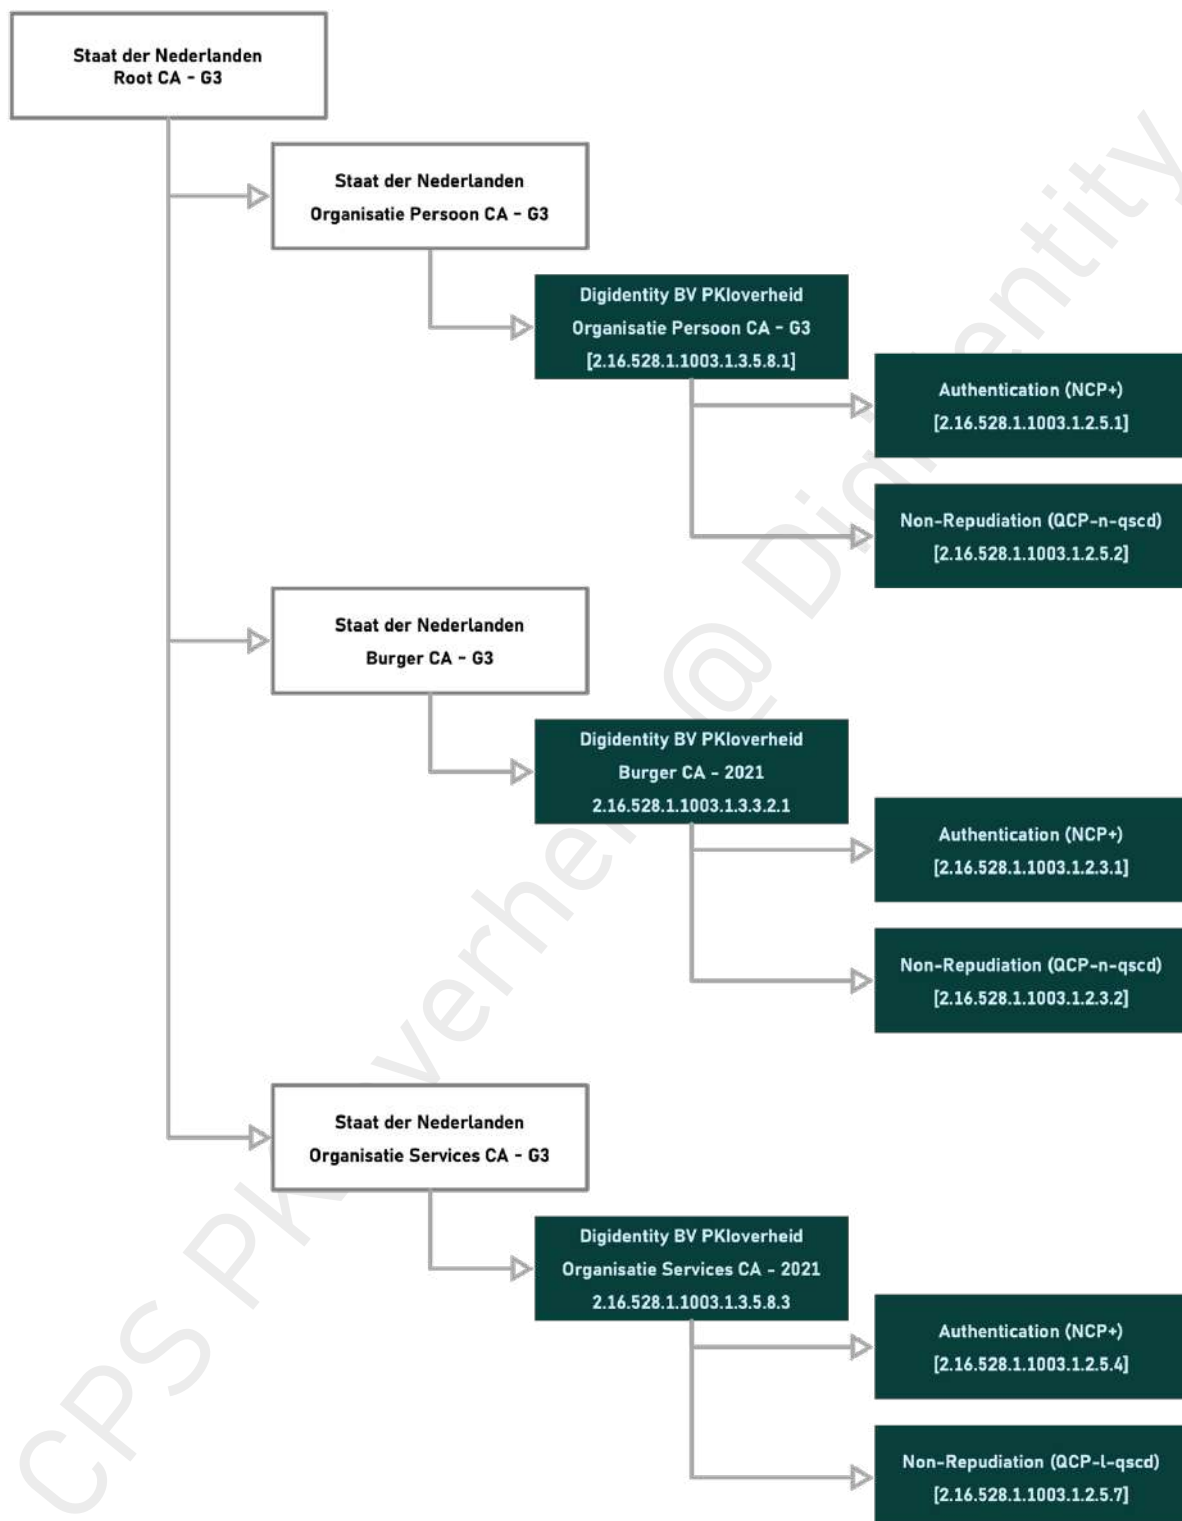 Staat der Nederlanden
Root CA - G3
Staat der Nederlanden
Organisatie Persoon CA - G3
Digidentity BV PKIoverheid
Organisatie Persoon CA - G3
[2.16.528.1.1003.1.3.5.8.1]
Authentication (NCP+)
[2.16.528.1.1003.1.2.5.1]
Non-Repudiation (QCP-n-qscd)
[2.16.528.1.1003.1.2.5.2]
Staat der Nederlanden
Burger CA - G3
Digidentity BV PKIoverheid
Burger CA - 2021
2.16.528.1.1003.1.3.3.2.1
Authentication (NCP+)
[2.16.528.1.1003.1.2.3.1]
Non-Repudiation (QCP-n-qscd)
[2.16.528.1.1003.1.2.3.2]
Staat der Nederlanden
Organisatie Services CA - G3
Digidentity BV PKIoverheid
Organisatie Services CA - 2021
2.16.528.1.1003.1.3.5.8.3
Authentication (NCP+)
[2.16.528.1.1003.1.2.5.4]
Non-Repudiation (QCP-l-qscd)
[2.16.528.1.1003.1.2.5.7]
CPS @